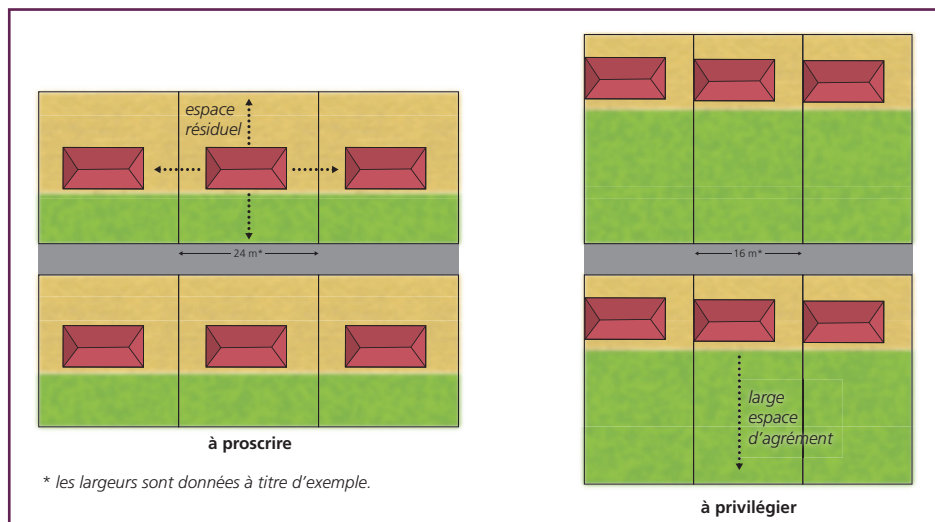 espace
résiduel
24 m*
à proscrire
* les largeurs sont données à titre d'exemple.
16 m*
large
espace
d'agrément
à privilégier